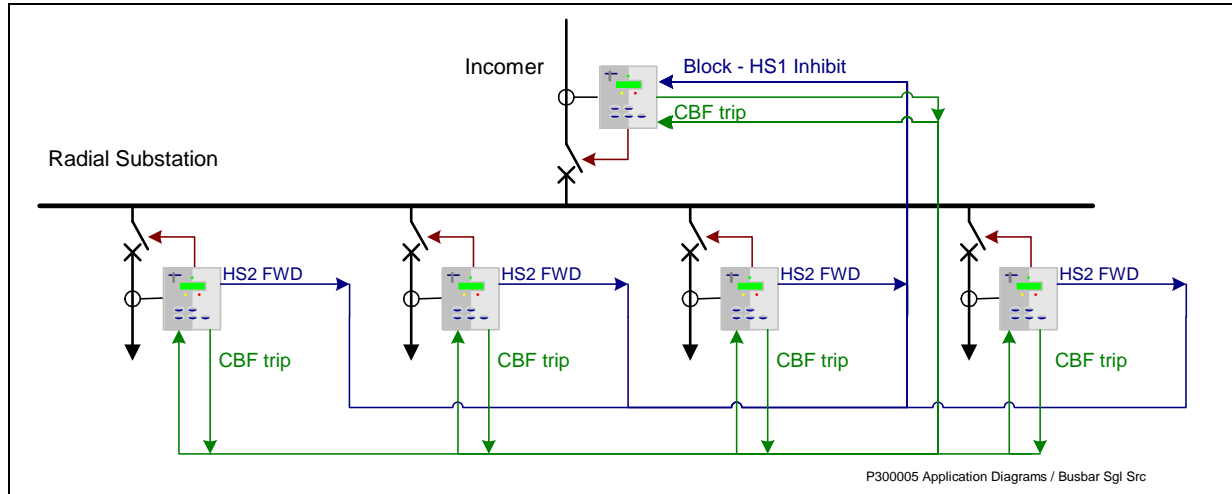 Incomer
Block - HS1 Inhibit
CBF trip
Radial Substation
HS2 FWD
HS2 FWD
HS2 FWD
HS2 FWD
CBF trip
CBF trip
CBF trip
CBF trip
P300005 Application Diagrams / Busbar Sgl Src